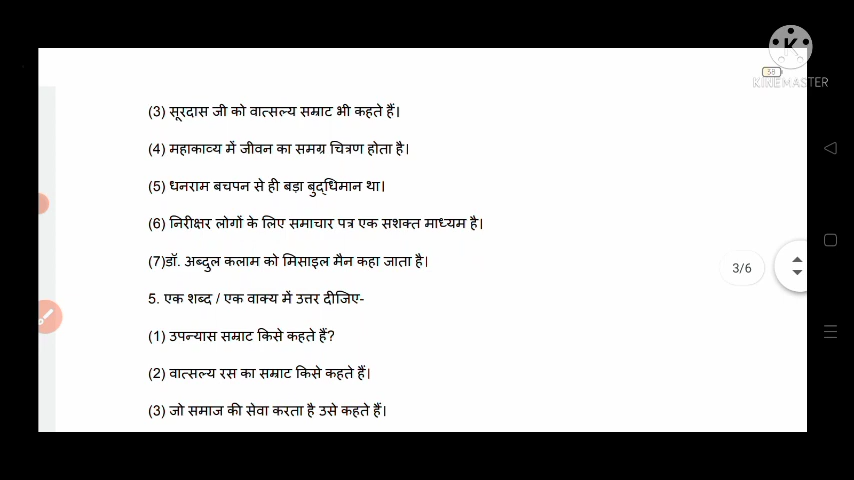 38
KINEMASTER
(3) सूरदास जी को वात्सल्य सम्राट भी कहते हैं।
(4) महाकाव्य में जीवन का समग्र चित्रण होता है।
(5) धनराम बचपन से ही बड़ा बुद्धिमान था।
(6) निरीक्षर लोगों के लिए समाचार पत्र एक सशक्त माध्यम है।
(7)डॉ. अब्दुल कलाम को मिसाइल मैन कहा जाता है।
3/6
5. एक शब्द / एक वाक्य में उत्तर दीजिए-
(1) उपन्यास सम्राट किसे कहते हैं?
(2) वात्सल्य रस का सम्राट किसे कहते हैं।
(3) जो समाज की सेवा करता है उसे कहते हैं।